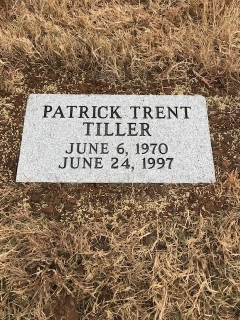 PATRICK TRENT
TILLER
JUNE 6, 1970
JUNE 24, 1997